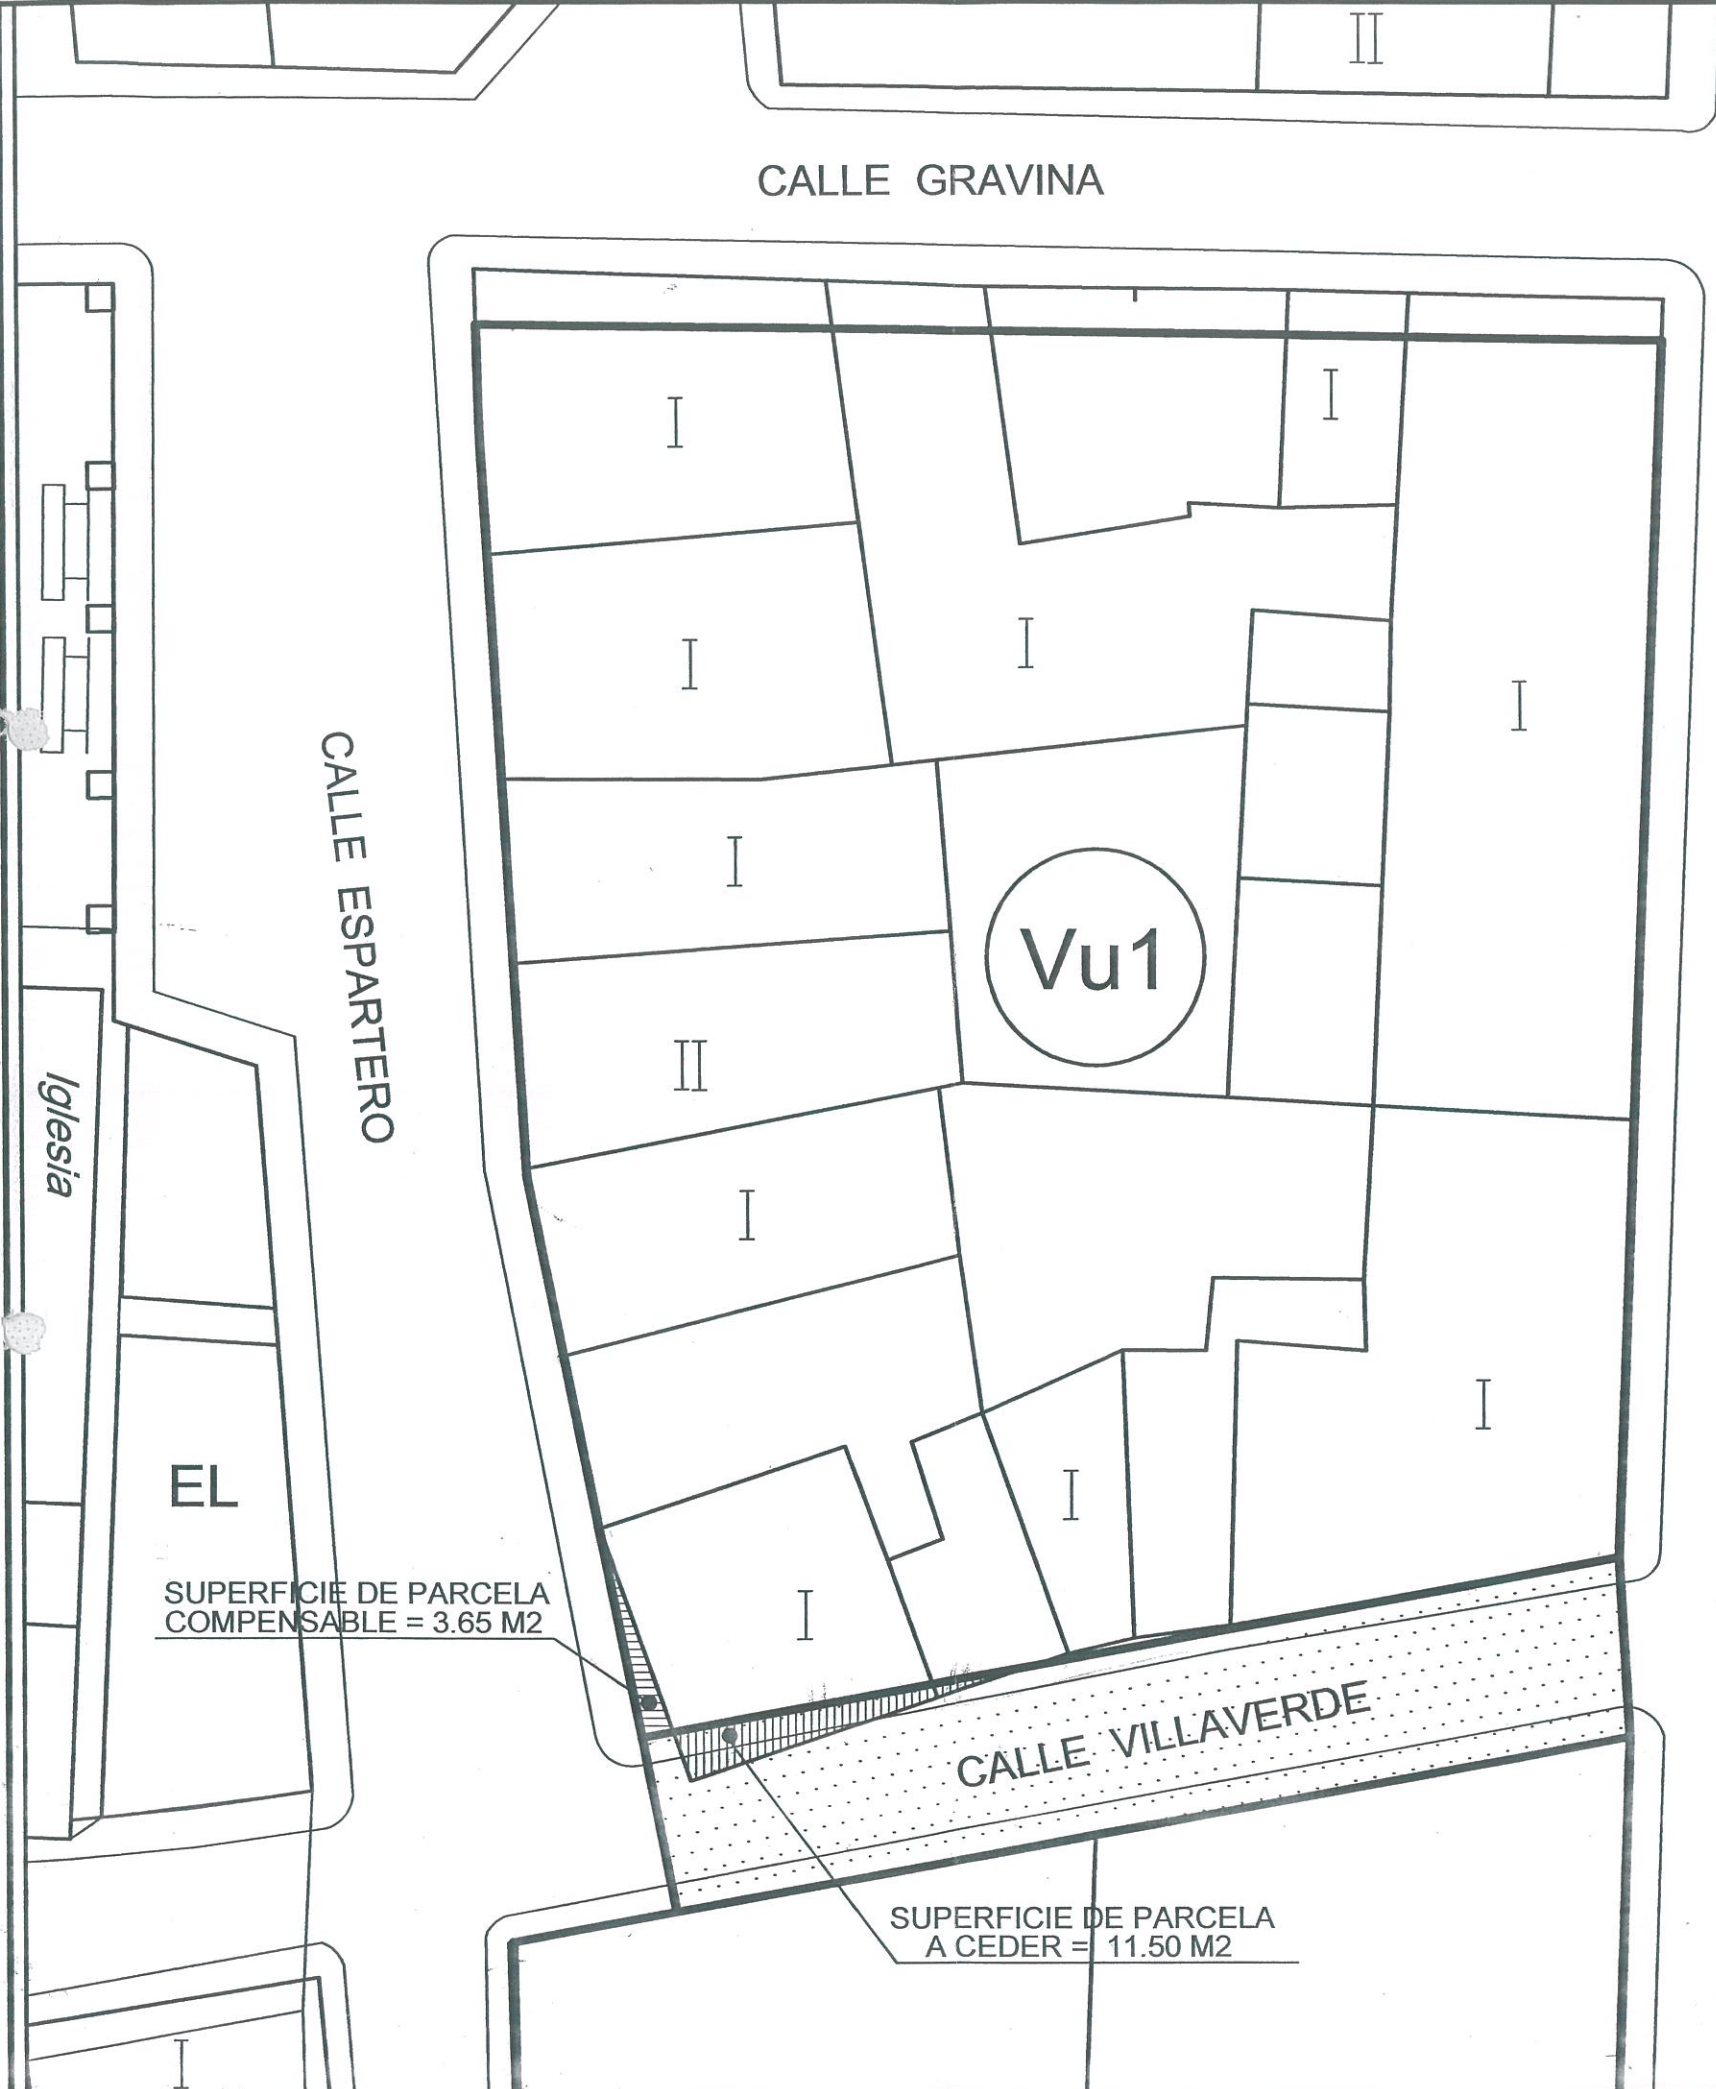 II
CALLE GRAVINA
I
I
I
I
I
I
CALLE ESPARTERO
I
Vu1
II
Iglesia
I
I
EL
I
SUPERFICIE DE PARCELA
COMPENSABLE = 3.65 M2
I
CALLE VILLAVERDE
SUPERFICIE DE PARCELA
A CEDER = 11.50 M2
I